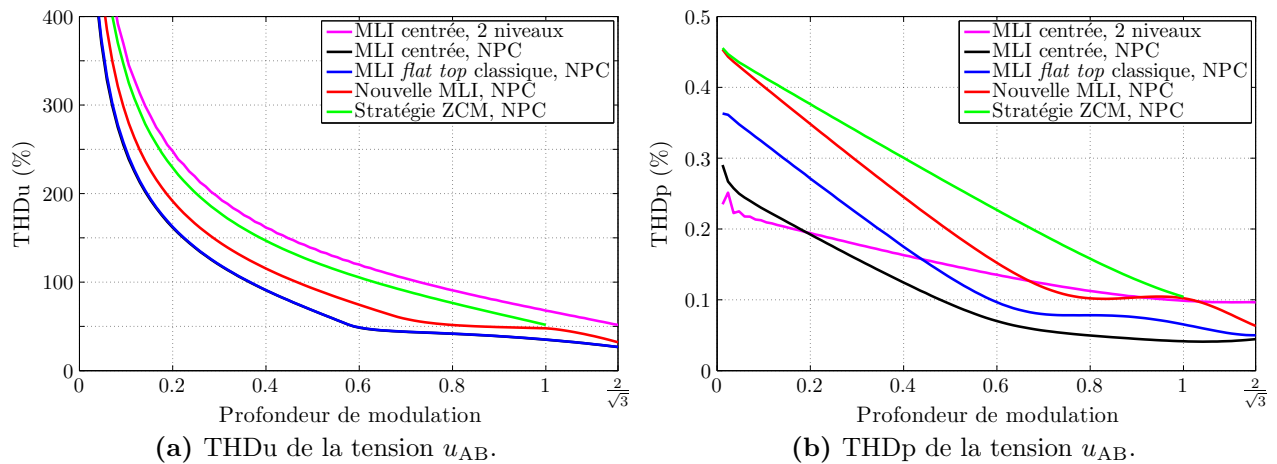 400
300
200
100
0
THDu (%)
MLI centrée, 2 niveaux
MLI centrée, NPC
MLI flat top classique, NPC
Nouvelle MLI, NPC
Stratégie ZCM, NPC
0 0.2 0.4 0.6 0.8 1 2/√3
Profondeur de modulation
(a) THDu de la tension uAB.
0.5
0.4
0.3
0.2
0.1
0
THDp (%)
MLI centrée, 2 niveaux
MLI centrée, NPC
MLI flat top classique, NPC
Nouvelle MLI, NPC
Stratégie ZCM, NPC
0 0.2 0.4 0.6 0.8 1 2/√3
Profondeur de modulation
(b) THDp de la tension uAB.